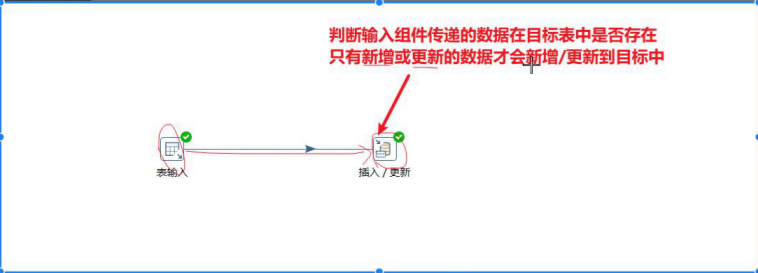 判断输入组件传递的数据在目标表中是否存在
只有新增或更新的数据才会新增/更新到目标中
表输入
插入 / 更新